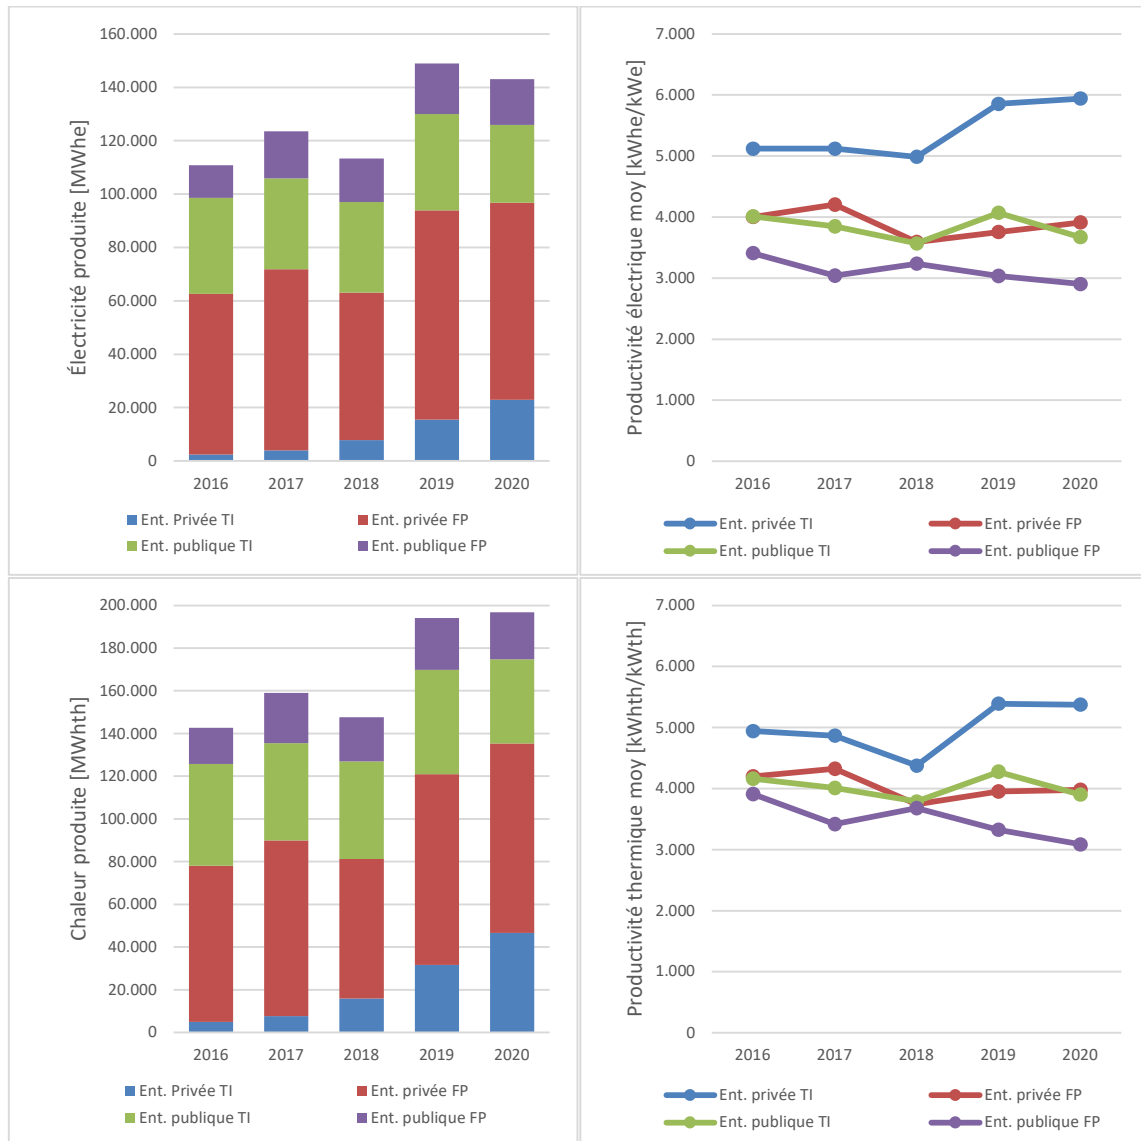 Électricité produite [MWhe]
160.000
140.000
120.000
100.000
80.000
60.000
40.000
20.000
0
2016 2017 2018 2019 2020
Ent. Privée TI Ent. privée FP
Ent. publique TI Ent. publique FP
Productivité électrique moy [kWhe/kWe]
7.000
6.000
5.000
4.000
3.000
2.000
1.000
0
2016 2017 2018 2019 2020
Ent. privée TI Ent. privée FP
Ent. publique TI Ent. publique FP
Chaleur produite [MWhth]
200.000
180.000
160.000
140.000
120.000
100.000
80.000
60.000
40.000
20.000
0
2016 2017 2018 2019 2020
Ent. Privée TI Ent. privée FP
Ent. publique TI Ent. publique FP
Productivité thermique moy [kWhth/kWth]
7.000
6.000
5.000
4.000
3.000
2.000
1.000
0
2016 2017 2018 2019 2020
Ent. privée TI Ent. privée FP
Ent. publique TI Ent. publique FP